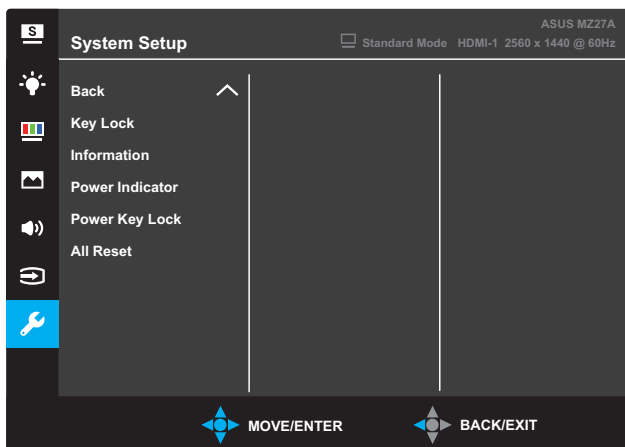 S
ASUS MZ27A
System Setup
Standard Mode HDMI-1 2560 x 1440 @ 60Hz
Back
Key Lock
Information
Power Indicator
Power Key Lock
All Reset
MOVE/ENTER
BACK/EXIT